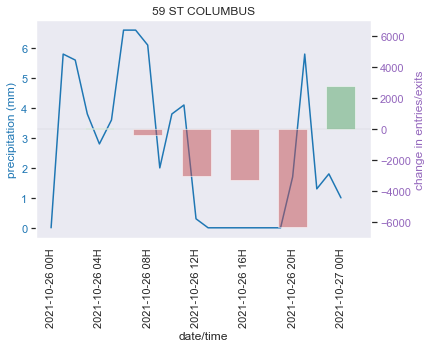 59 ST COLUMBUS
6
5
4
3
2
1
0
precipitation (mm)
6000
4000
2000
0
−2000
−4000
−6000
change in entries/exits
2021-10-26 00H
2021-10-26 04H
2021-10-26 08H
2021-10-26 12H
2021-10-26 16H
2021-10-26 20H
2021-10-27 00H
date/time